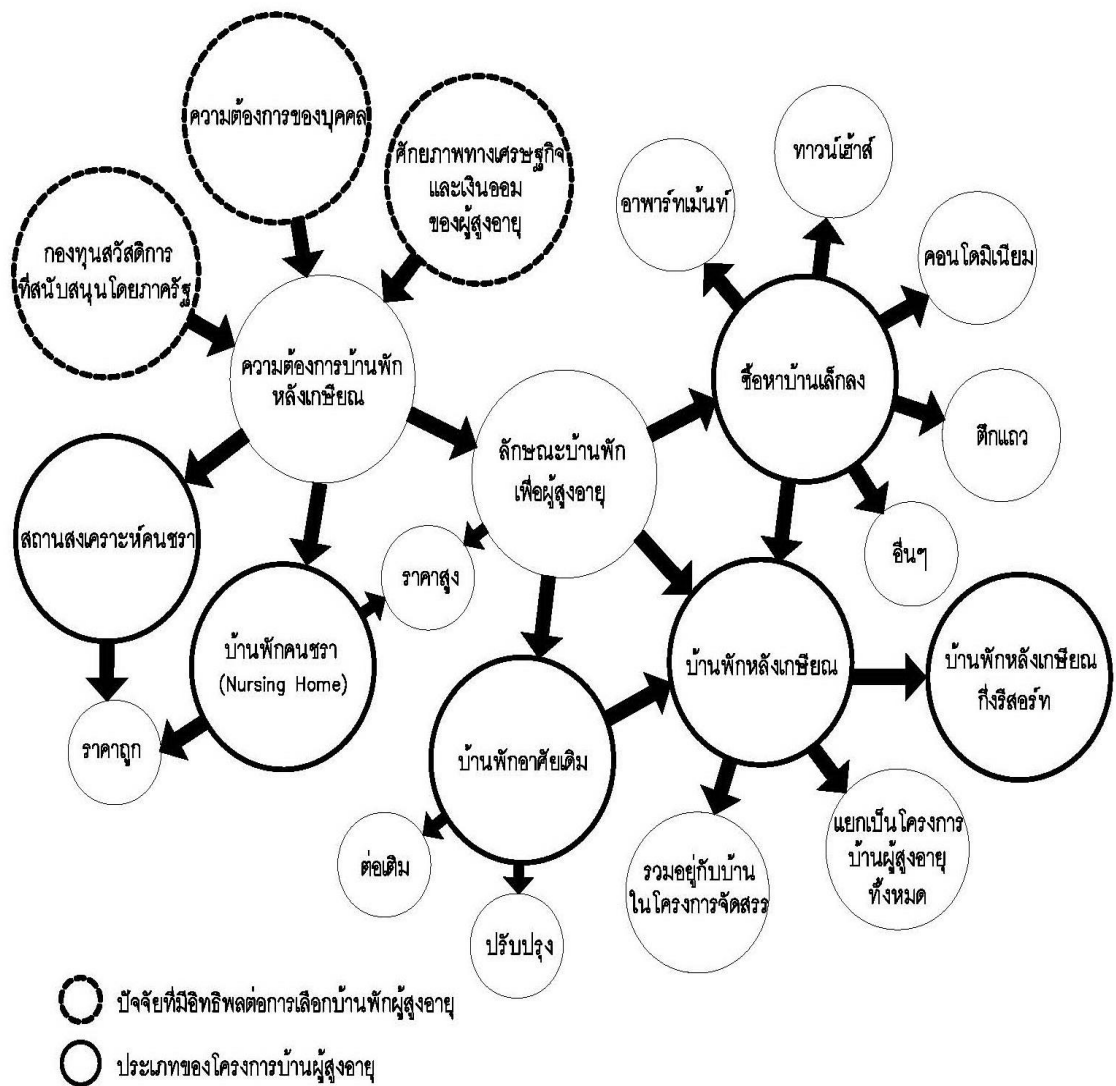 ความต้องการของบุคคล
ศักยภาพทางเศรษฐกิจ
และเงินออม
ของผู้สูงอายุ
กองทุนสวัสดิการ
ที่สนับสนุนโดยภาครัฐ
ทาวน์เฮ้าส์
อาพาร์ทเม้นท์
คอนโดมิเนียม
ความต้องการบ้านพัก
หลังเกษียณ
ซื้อหาบ้านเล็กลง
ลักษณะบ้านพัก
เพื่อผู้สูงอายุ
ตึกแถว
สถานสงเคราะห์คนชรา
อื่นๆ
ราคาสูง
บ้านพักคนชรา
(Nursing Home)
บ้านพักหลังเกษียณ
บ้านพักหลังเกษียณ
กึ่งรีสอร์ท
ราคาถูก
บ้านพักอาศัยเดิม
ต่อเติม
ปรับปรุง
รวมอยู่กับบ้าน
ในโครงการจัดสรร
แยกเป็นโครงการ
บ้านผู้สูงอายุ
ทั้งหมด
ปัจจัยที่มีอิทธิพลต่อการเลือกบ้านพักผู้สูงอายุ
ประเภทของโครงการบ้านผู้สูงอายุ